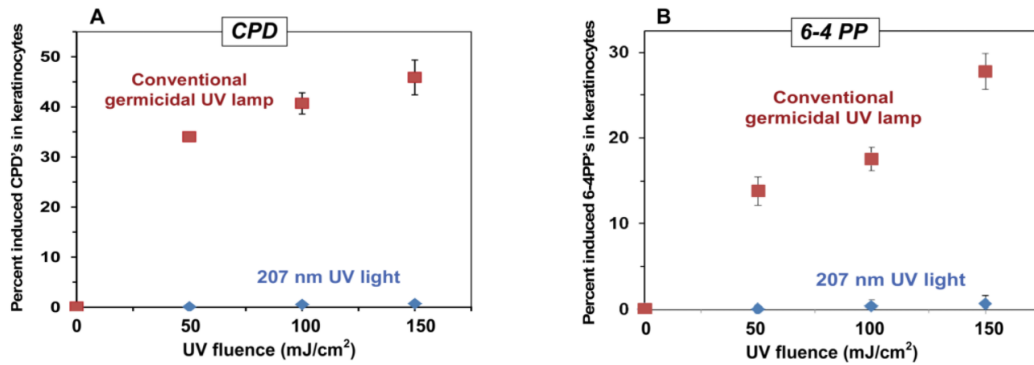 A
CPD
Percent induced CPD's in keratinocytes
50
40
30
20
10
0
Conventional
germicidal UV lamp
207 nm UV light
0 50 100 150
UV fluence (mJ/cm²)
B
6-4 PP
Percent induced 6-4PP's in keratinocytes
30
20
10
0
Conventional
germicidal UV lamp
207 nm UV light
0 50 100 150
UV fluence (mJ/cm²)